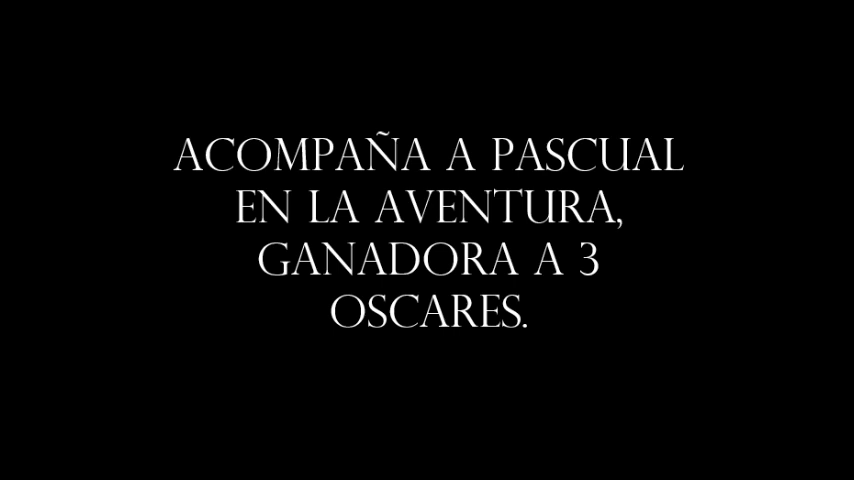 ACOMPAÑA A PASCUAL
EN LA AVENTURA,
GANADORA A 3
OSCARES.